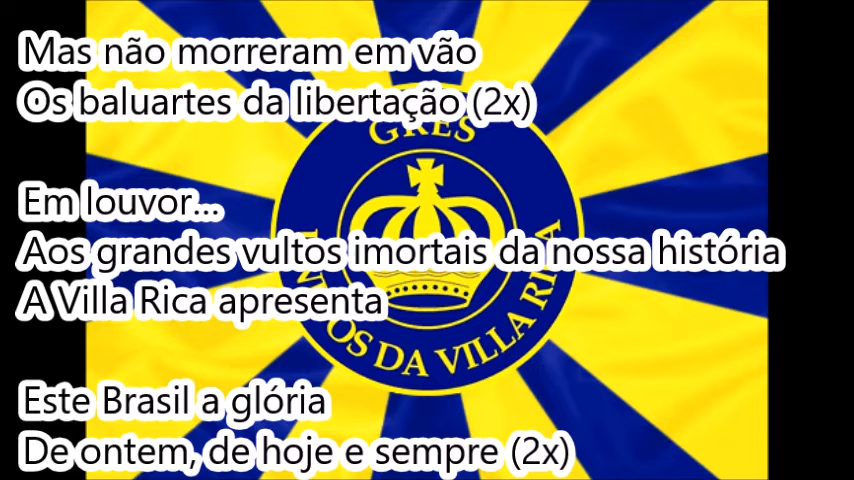 Mas não morreram em vão
Os baluartes da libertação (2x)
GRES
Em louvor...
Aos grandes vultos imortais da nossa história
A Villa Rica apresenta
DA VILLA RICA
Este Brasil a glória
De ontem, de hoje e sempre (2x)